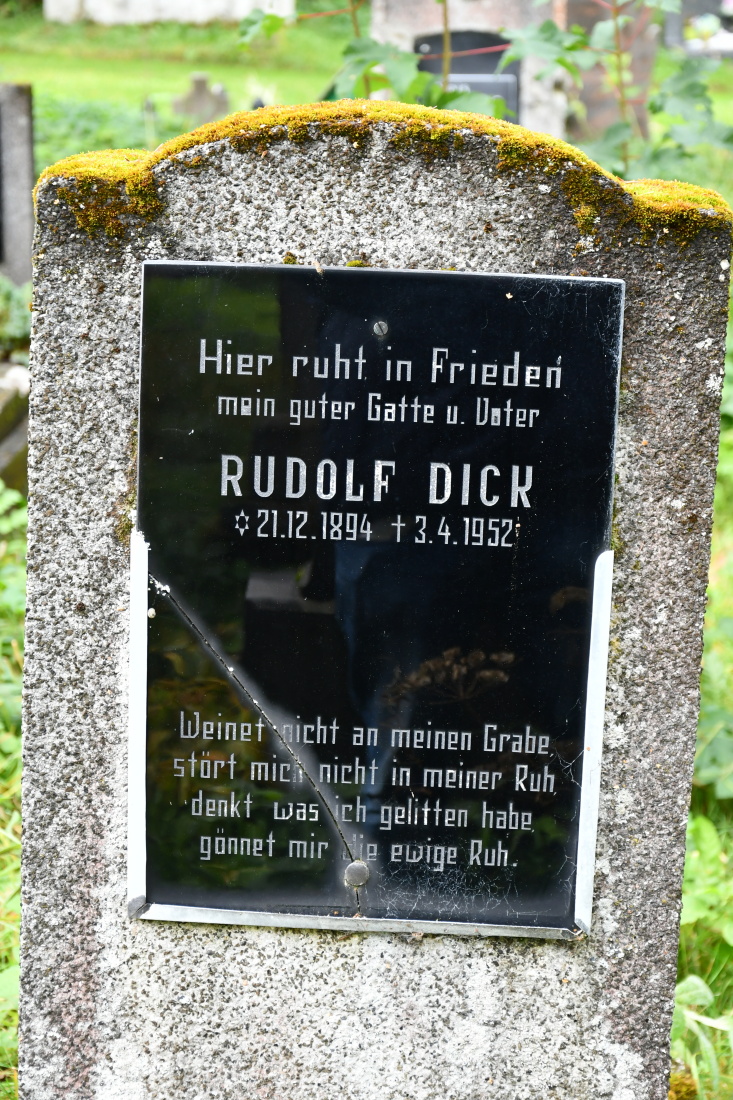 Hier ruht in Frieden
mein guter Gatte u. Vater
RUDOLF DICK
✡ 21.12.1894 † 3.4.1952
Weinet nicht an meinen Grabe
stört mich nicht in meiner Ruh,
denkt was ich gelitten habe,
gönnet mir die ewige Ruh.